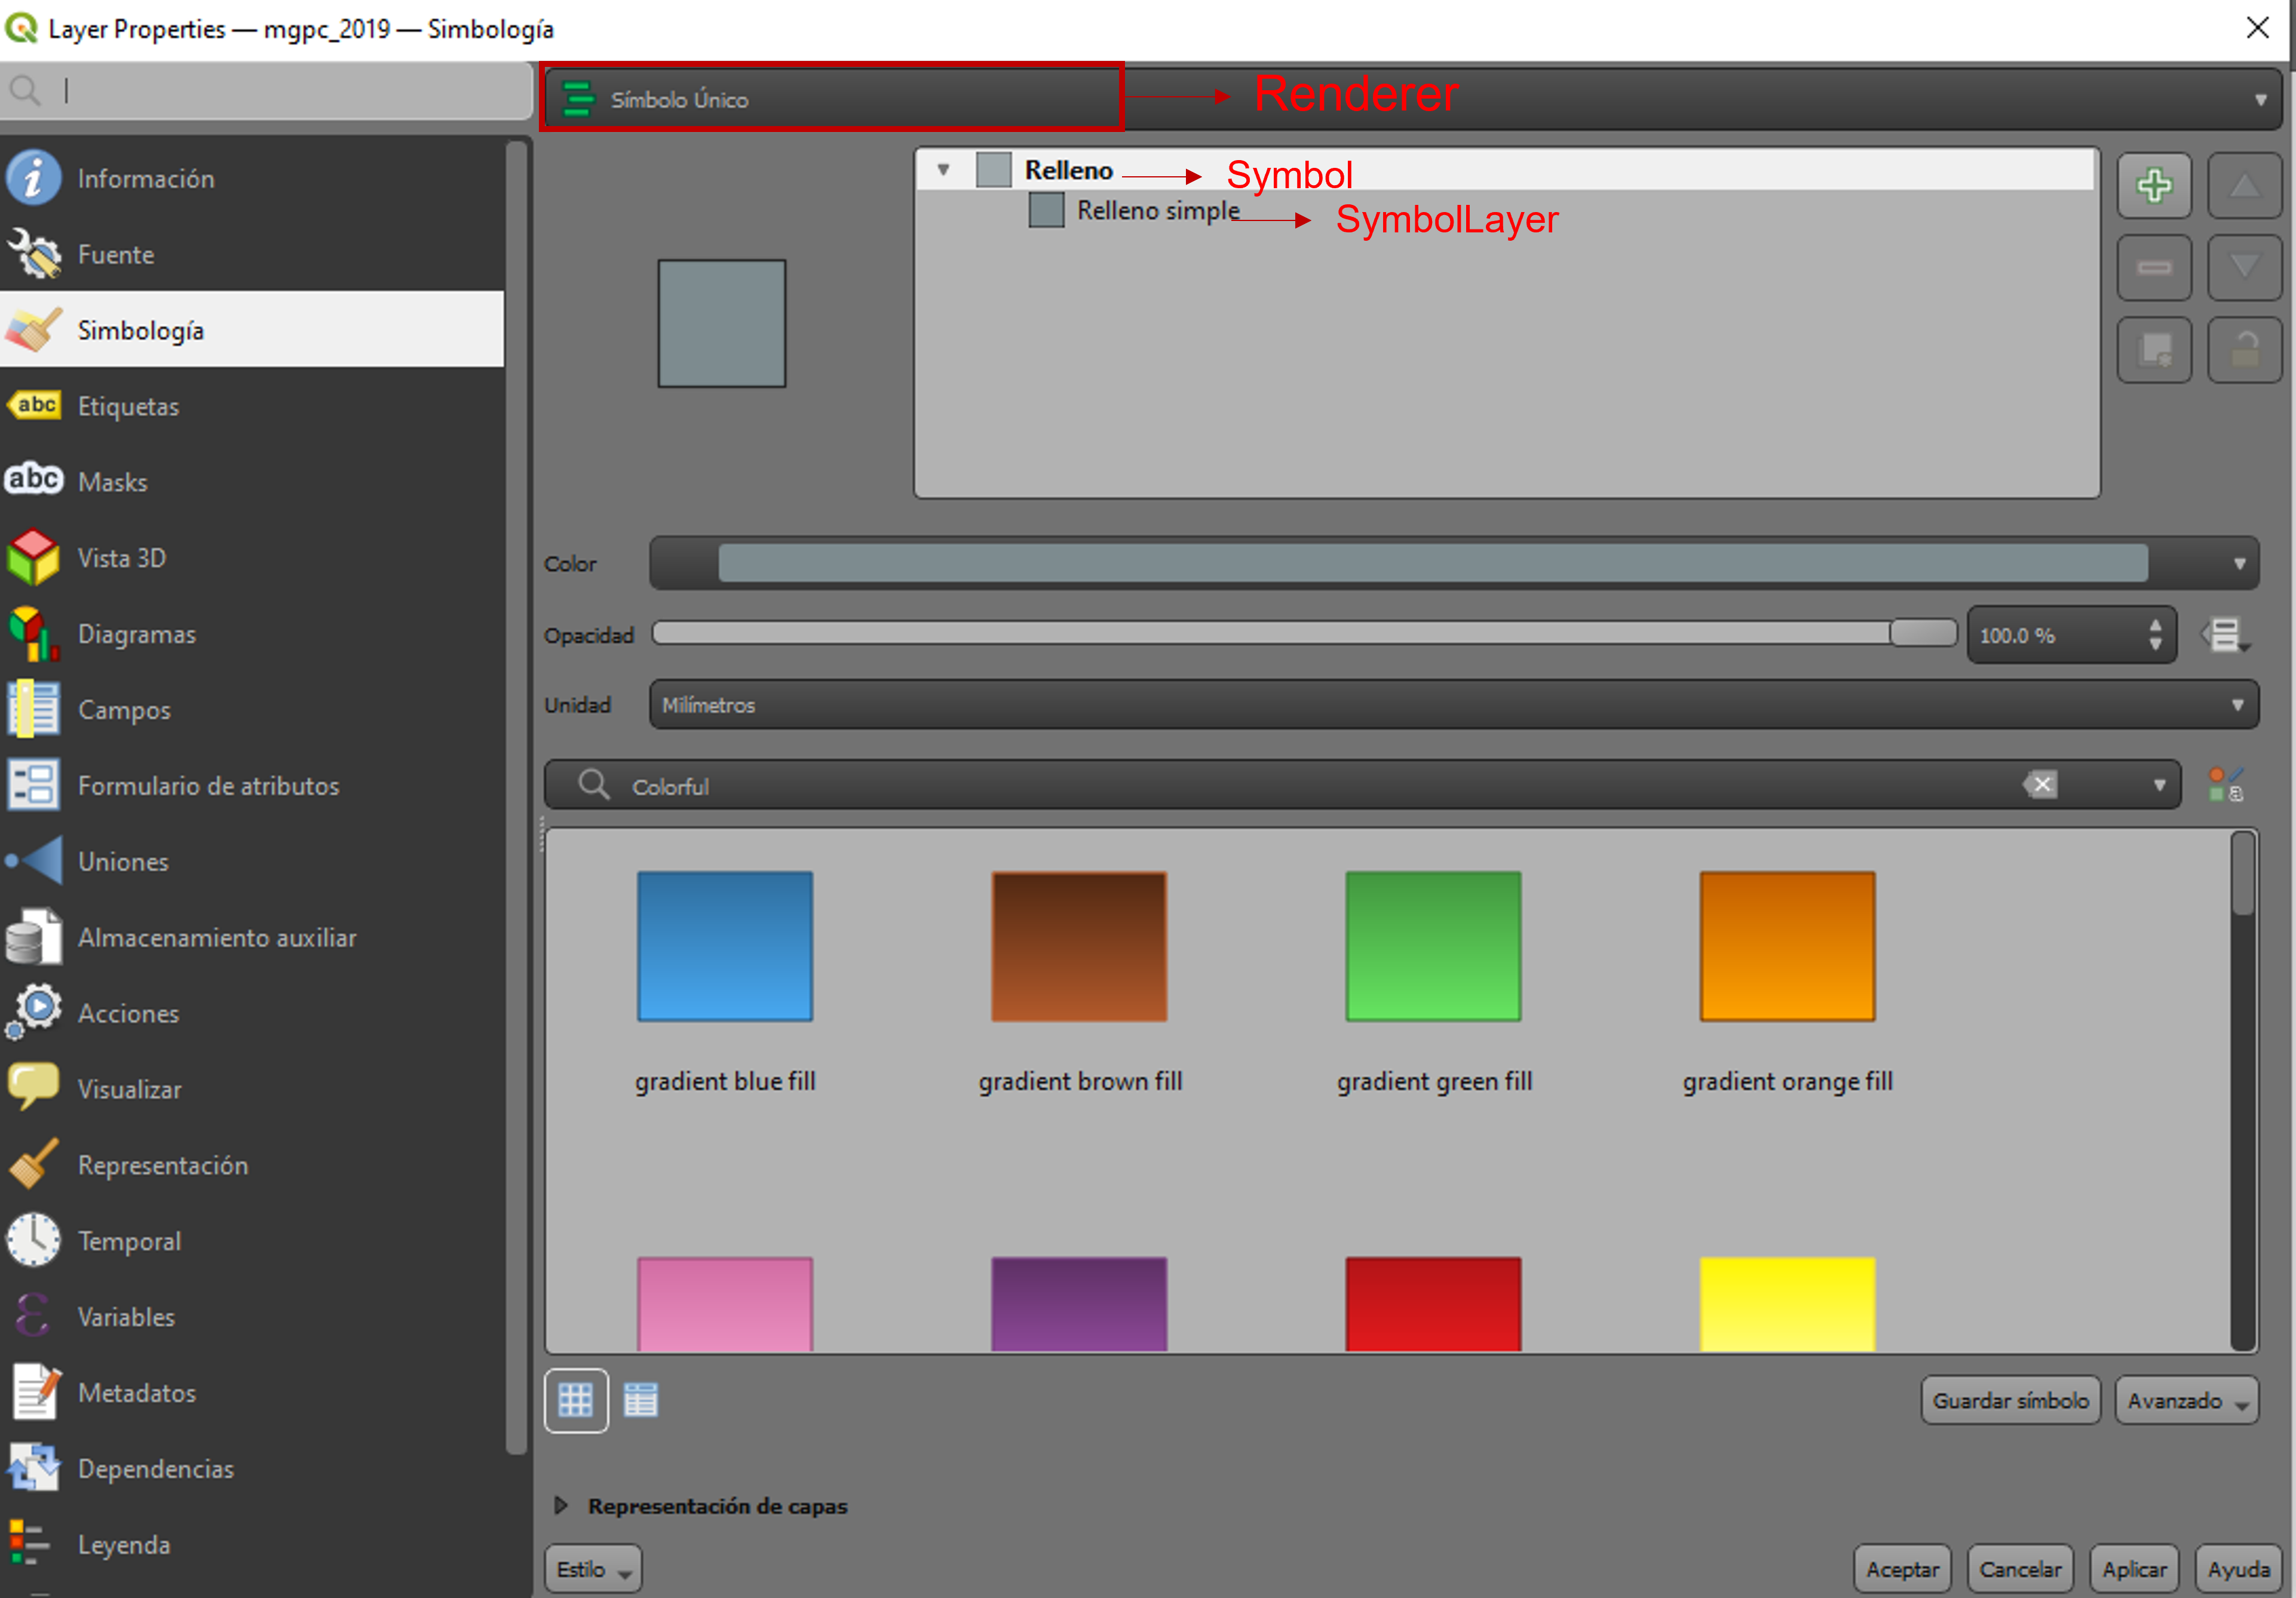 Layer Properties — mgpc_2019 — Simbología
Símbolo Único
Renderer
Información
Fuente
Simbología
abc Etiquetas
abc Masks
Vista 3D
Diagramas
Campos
Formulario de atributos
Uniones
Almacenamiento auxiliar
Acciones
Visualizar
Representación
Temporal
Variables
Metadatos
Dependencias
Leyenda
Relleno
Symbol
Relleno simple
SymbolLayer
Color
Opacidad
100.0 %
Unidad
Milímetros
Colorful
gradient blue fill
gradient brown fill
gradient green fill
gradient orange fill
Guardar símbolo
Avanzado
Representación de capas
Estilo
Aceptar
Cancelar
Aplicar
Ayuda